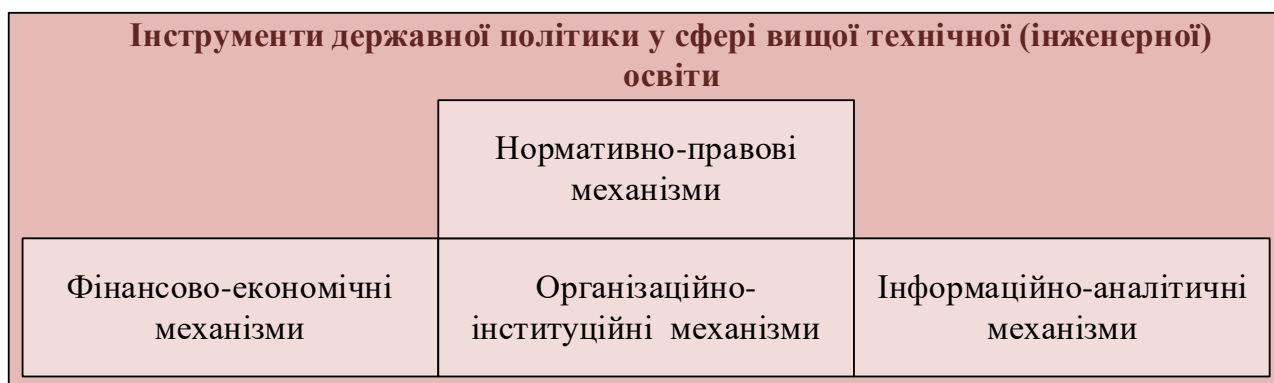 Інструменти державної політики у сфері вищої технічної (інженерної)
освіти
Нормативно-правові
механізми
Фінансово-економічні
механізми
Організаційно-
інституційні механізми
Інформаційно-аналітичні
механізми